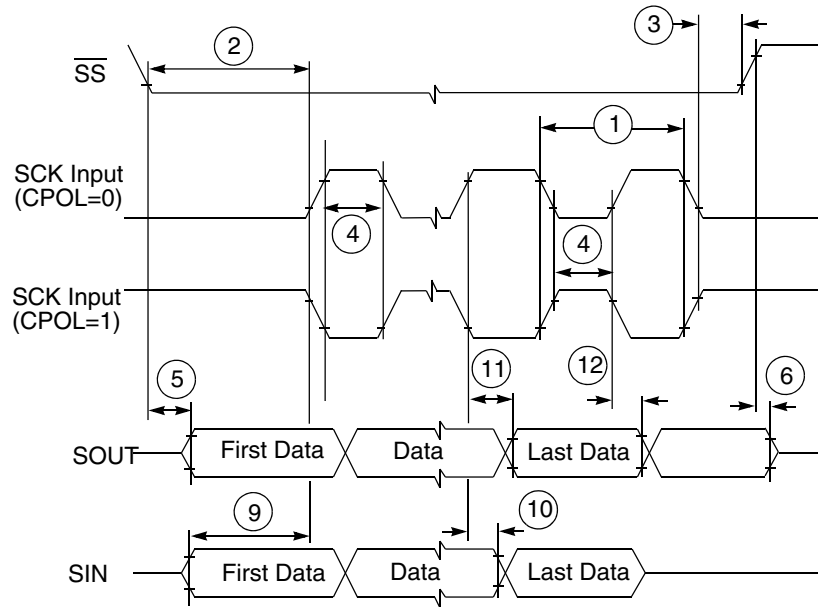 3
2
S̅S̅
1
SCK Input
(CPOL=0)
4
4
SCK Input
(CPOL=1)
5
11
12
6
SOUT
First Data
Data
Last Data
9
10
SIN
First Data
Data
Last Data